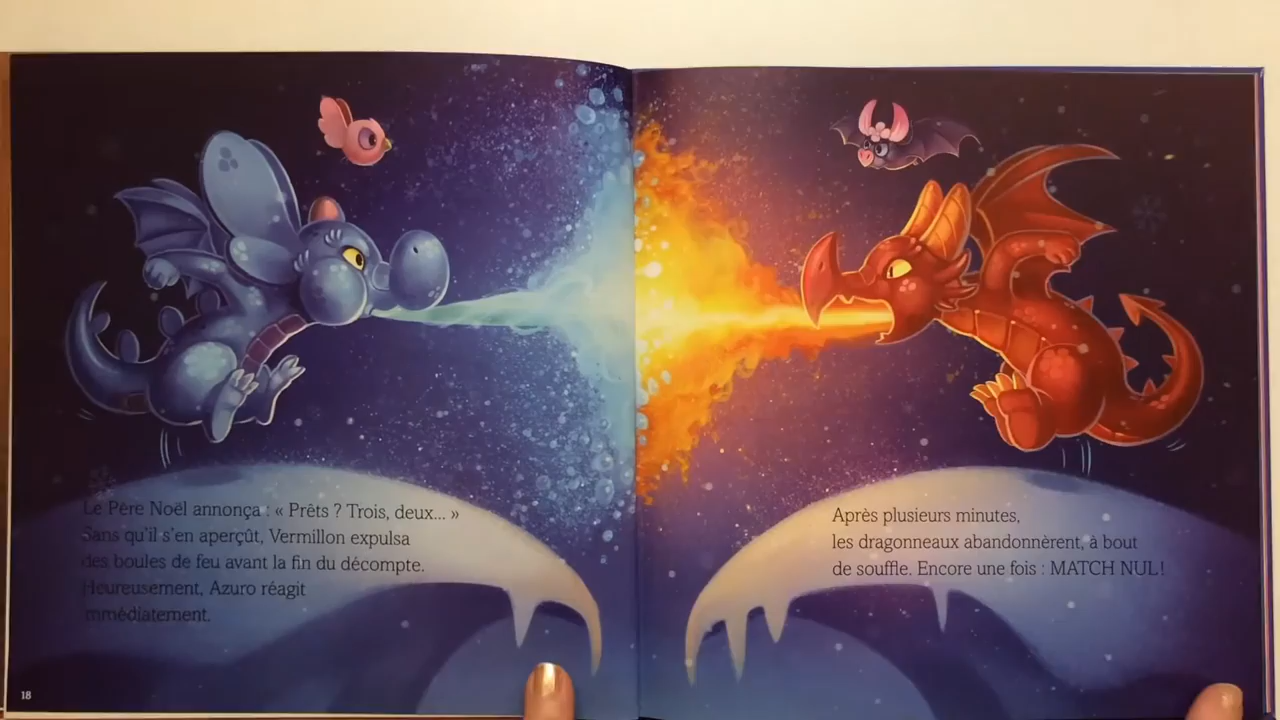 Le Père Noël annonça : « Prêts ? Trois, deux... »
Sans qu'il s'en aperçût, Vermillon expulsa
des boules de feu avant la fin du décompte.
Heureusement, Azuro réagit
immédiatement.
18
Après plusieurs minutes,
les dragonneaux abandonnèrent, à bout
de souffle. Encore une fois : MATCH NUL !